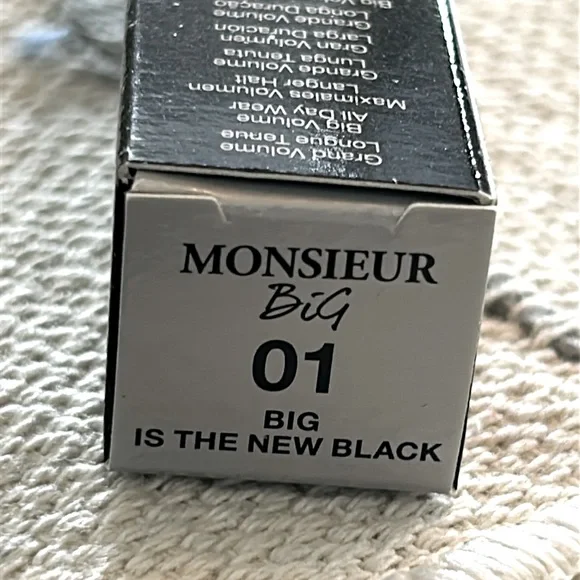 Grand Volume
Longue Tenue
Big Volume
All Day Wear
Maximales Volumen
Langer Halt
Grande Volume
Lunga Tenuta
Gran Volumen
Larga Duración
Grande Volume
Longa Duração
MONSIEUR
BiG
01
BIG
IS THE NEW BLACK